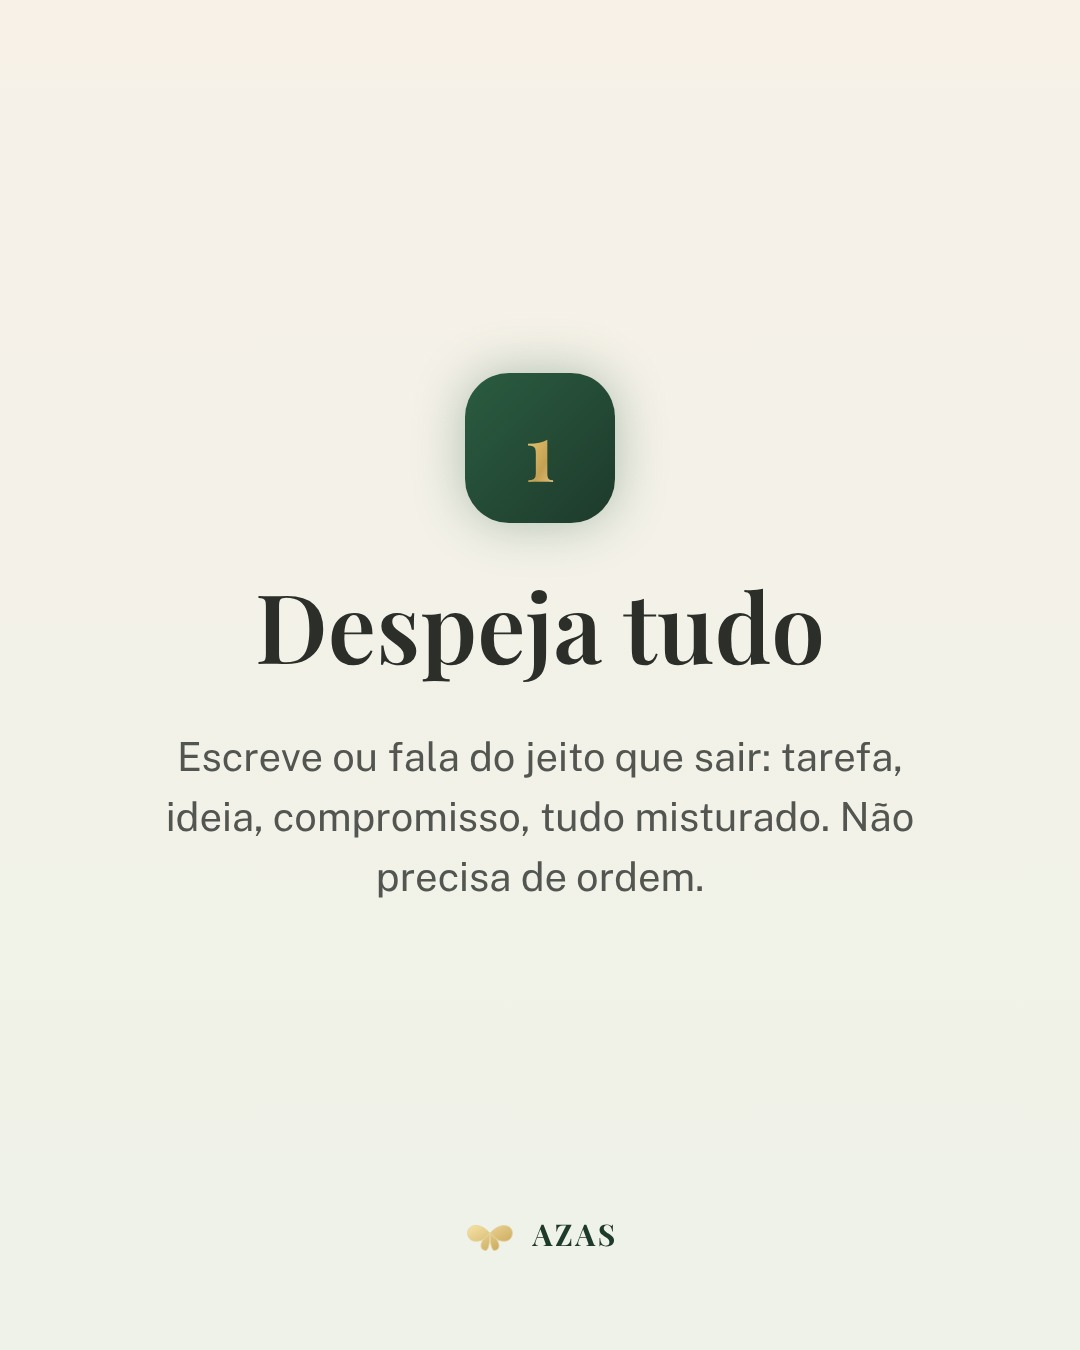 1
Despeja tudo
Escreve ou fala do jeito que sair: tarefa,
ideia, compromisso, tudo misturado. Não
precisa de ordem.
AZAS